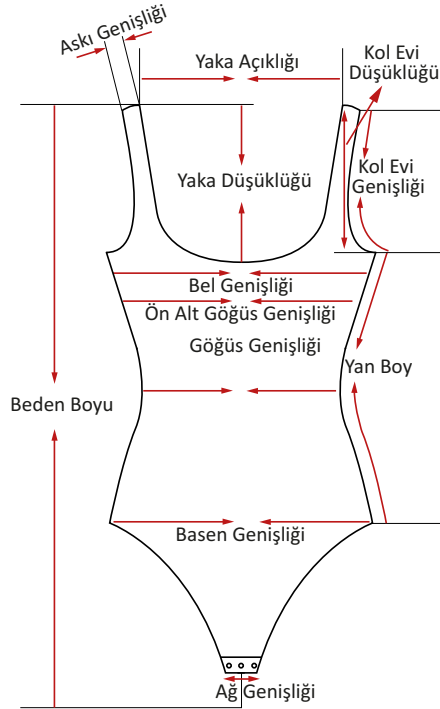 Askı Genişliği
Yaka Açıklığı
Kol Evi
Düşüklüğü
Yaka Düşüklüğü
Kol Evi
Genişliği
Bel Genişliği
Ön Alt Göğüs Genişliği
Göğüs Genişliği
Yan Boy
Beden Boyu
Basen Genişliği
Ağ Genişliği